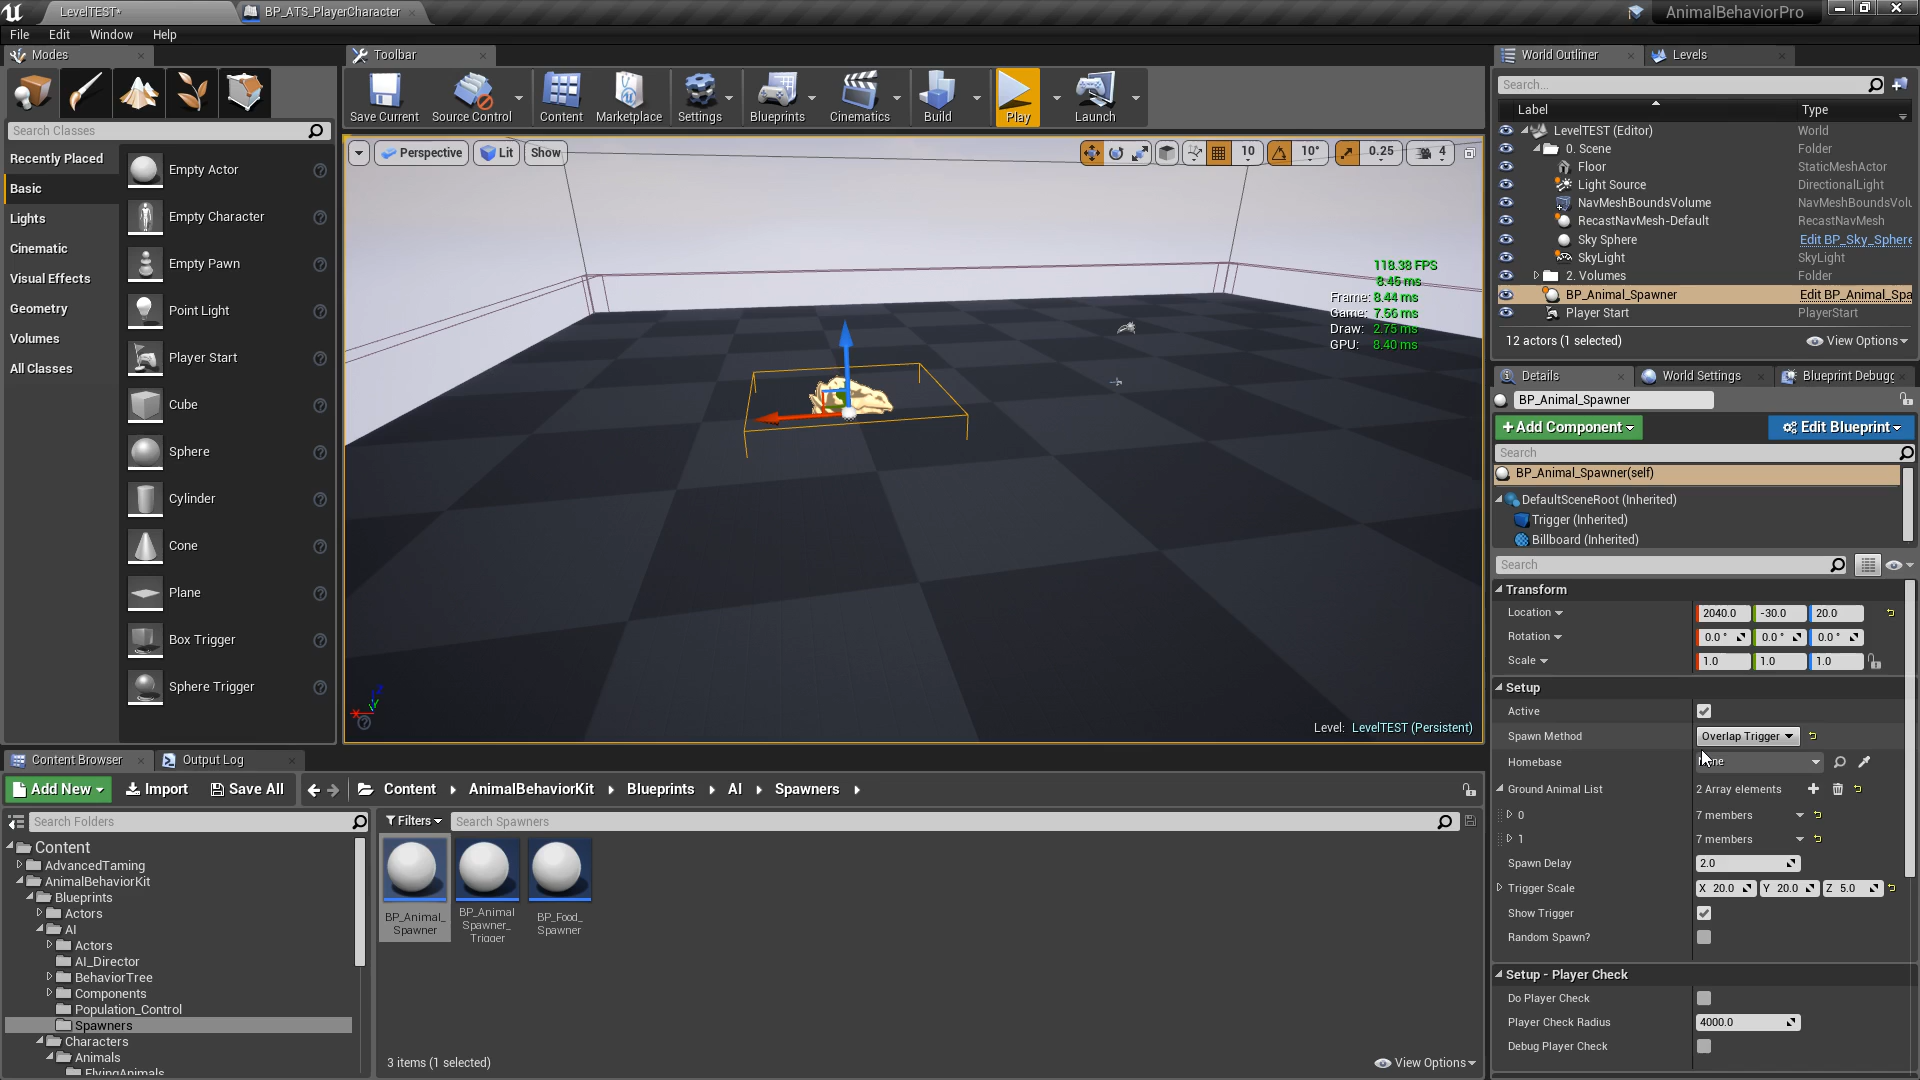 LevelTEST*
BP_ATS_PlayerCharacter
AnimalBehaviorPro
File Edit Window Help
Modes
Search Classes
Recently Placed
Basic
Lights
Cinematic
Visual Effects
Geometry
Volumes
All Classes
Empty Actor
Empty Character
Empty Pawn
Point Light
Player Start
Cube
Sphere
Cylinder
Cone
Plane
Box Trigger
Sphere Trigger
Toolbar
Save Current Source Control Content Marketplace Settings Blueprints Cinematics Build Play Launch
Perspective Lit Show
10 10° 0.25 4
118.38 FPS
8.45 ms
Frame: 8.44 ms
Game: 7.56 ms
Draw: 2.75 ms
GPU: 8.40 ms
Level: LevelTEST (Persistent)
World Outliner Levels
Search...
Label Type
LevelTEST (Editor) World
0. Scene Folder
Floor StaticMeshActor
Light Source DirectionalLight
NavMeshBoundsVolume NavMeshBoundsVolu
RecastNavMesh-Default RecastNavMesh
Sky Sphere Edit BP_Sky_Sphere
SkyLight SkyLight
2. Volumes Folder
BP_Animal_Spawner Edit BP_Animal_Spa
Player Start PlayerStart
12 actors (1 selected) View Options
Details World Settings Blueprint Debugg
BP_Animal_Spawner
+Add Component Edit Blueprint
Search
BP_Animal_Spawner(self)
DefaultSceneRoot (Inherited)
Trigger (Inherited)
Billboard (Inherited)
Search
Transform
Location 2040.0 -30.0 20.0
Rotation 0.0 ° 0.0 ° 0.0 °
Scale 1.0 1.0 1.0
Setup
Active
Spawn Method Overlap Trigger
Homebase
Ground Animal List 2 Array elements
0 7 members
1 7 members
Spawn Delay 2.0
Trigger Scale X 20.0 Y 20.0 Z 5.0
Show Trigger
Random Spawn?
Setup - Player Check
Do Player Check
Player Check Radius 4000.0
Debug Player Check
Content Browser Output Log
Add New Import Save All Content AnimalBehaviorKit Blueprints AI Spawners
Search Folders
Content
AdvancedTaming
AnimalBehaviorKit
Blueprints
Actors
AI
Actors
AI_Director
BehaviorTree
Components
Population_Control
Spawners
Characters
Animals
FlyingAnimals
Filters Search Spawners
BP_Animal_
Spawner
BP_Animal
Spawner_
Trigger
BP_Food_
Spawner
3 items (1 selected) View Options